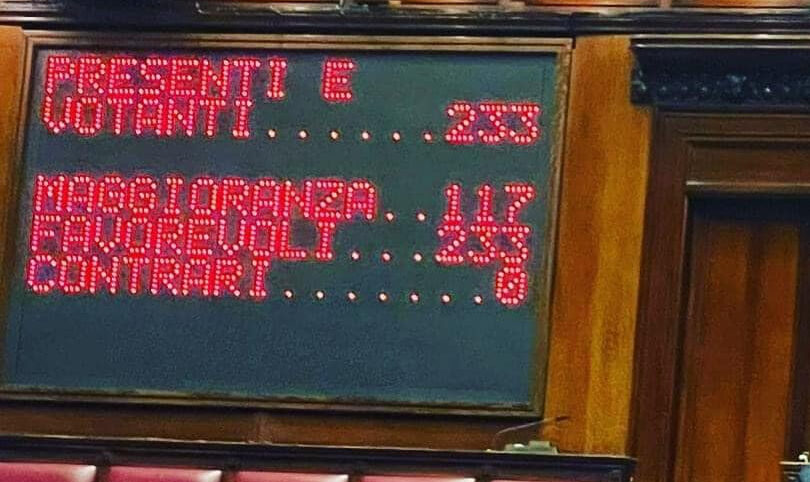 PRESENTI E
VOTANTI......233
MAGGIORANZA..117
FAVOREVOLI...233
CONTRARI.......0